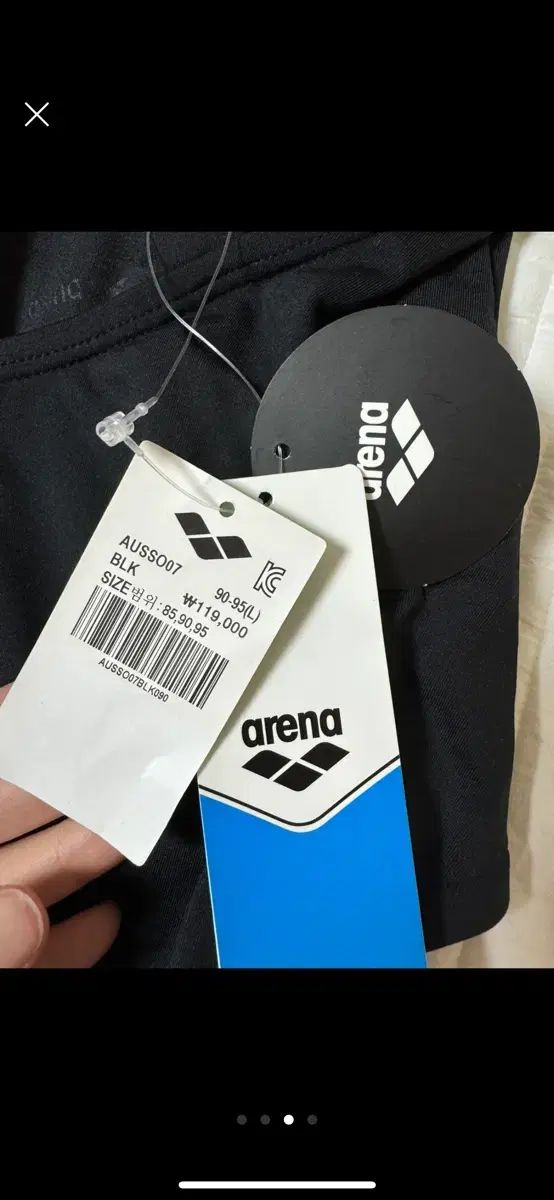 arena
AUSSO07
BLK 90-95(L)
SIZE범위:85,90,95 ₩119,000
AUSSO07BLK090
arena